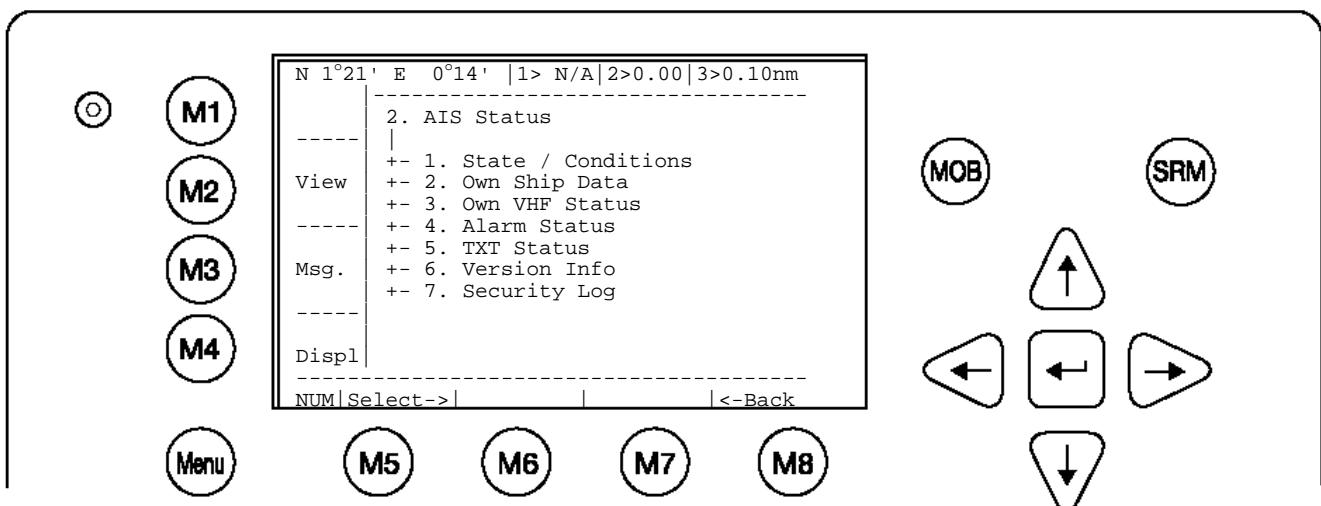 N 1°21' E 0°14' |1> N/A|2>0.00|3>0.10nm
2. AIS Status
+- 1. State / Conditions
+- 2. Own Ship Data
+- 3. Own VHF Status
+- 4. Alarm Status
+- 5. TXT Status
+- 6. Version Info
+- 7. Security Log
View
Msg.
Displ
NUM|Select->| | |<-Back
M1
M2
M3
M4
Menu
M5
M6
M7
M8
MOB
SRM